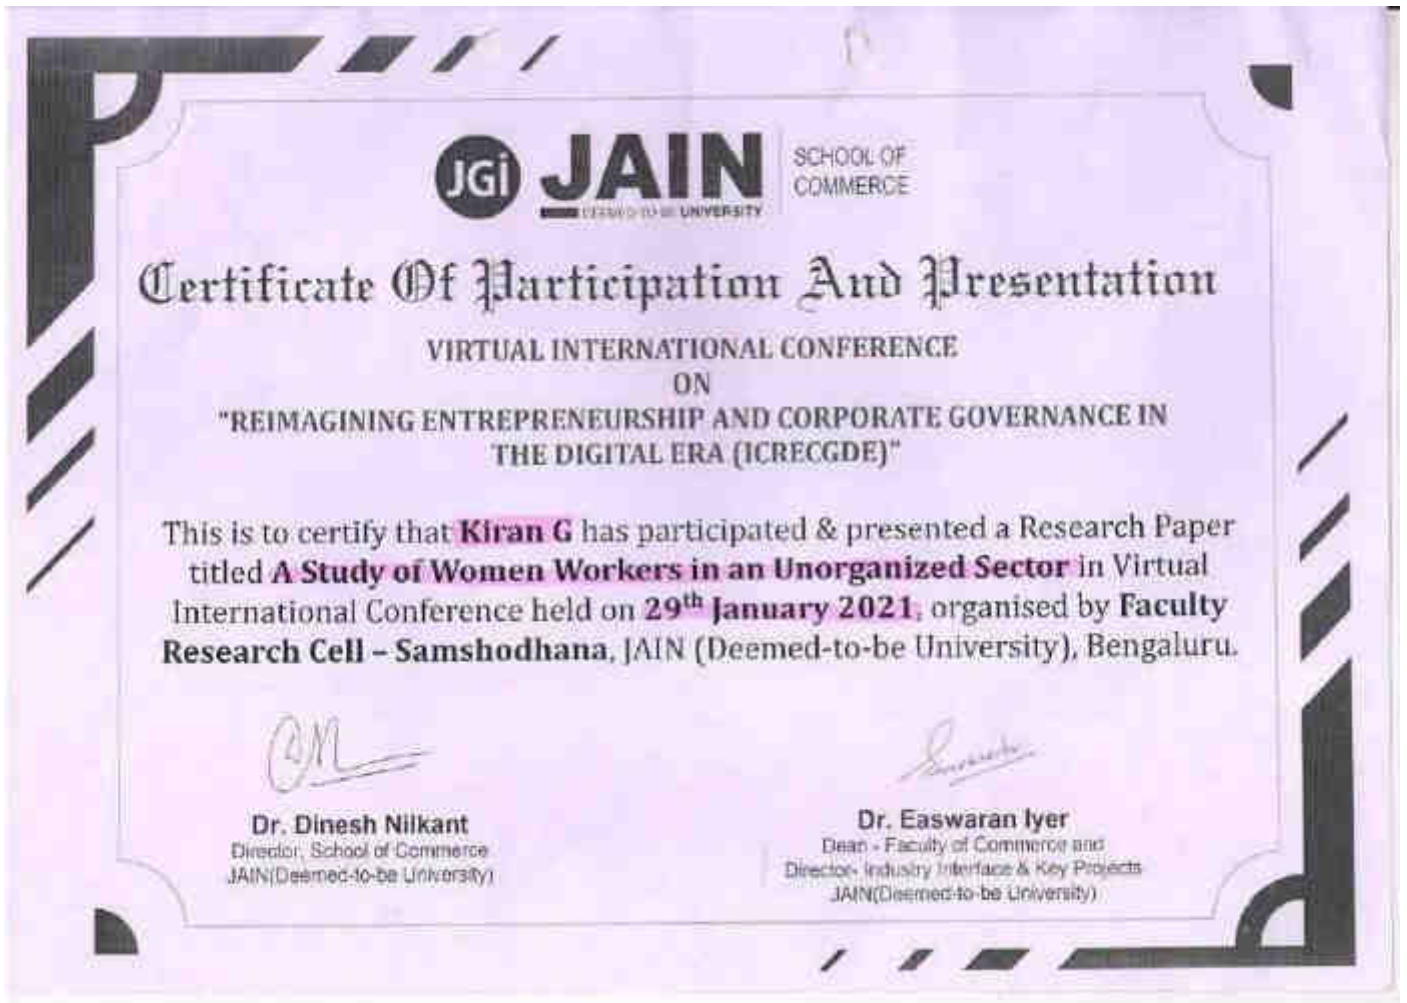 JGi JAIN SCHOOL OF
COMMERCE
DEEMED-TO-BE UNIVERSITY
Certificate Of Participation And Presentation
VIRTUAL INTERNATIONAL CONFERENCE
ON
"REIMAGINING ENTREPRENEURSHIP AND CORPORATE GOVERNANCE IN
THE DIGITAL ERA (ICRECGDE)"
This is to certify that Kiran G has participated & presented a Research Paper
titled A Study of Women Workers in an Unorganized Sector in Virtual
International Conference held on 29th January 2021, organised by Faculty
Research Cell – Samshodhana, JAIN (Deemed-to-be University), Bengaluru.
Dr. Dinesh Nilkant
Director, School of Commerce
JAIN(Deemed-to-be University)
Dr. Easwaran Iyer
Dean - Faculty of Commerce and
Director- Industry Interface & Key Projects
JAIN(Deemed-to-be University)